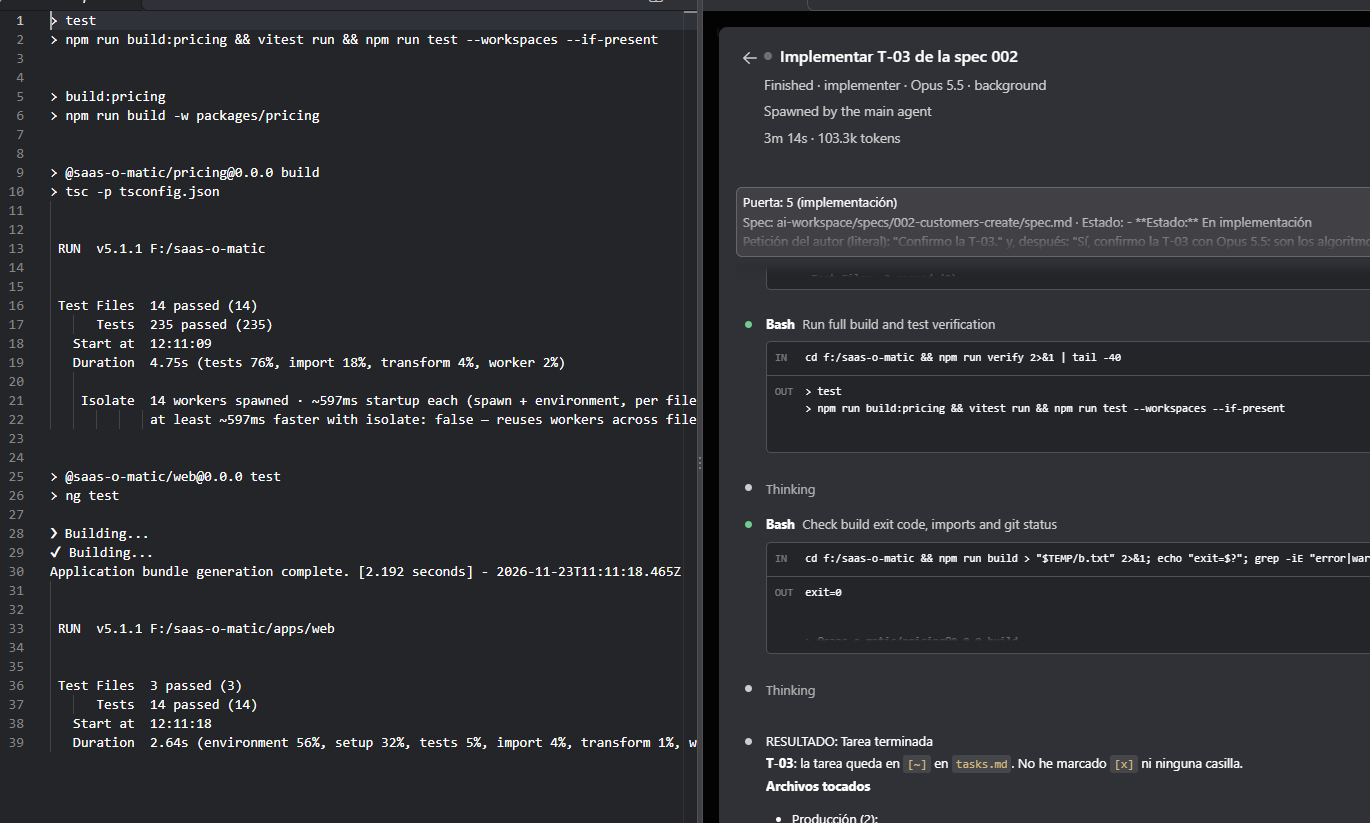 1 > test
2 > npm run build:pricing && vitest run && npm run test --workspaces --if-present
3
4
5 > build:pricing
6 > npm run build -w packages/pricing
7
8
9 > @saas-o-matic/pricing@0.0.0 build
10 > tsc -p tsconfig.json
11
12
13 RUN v5.1.1 F:/saas-o-matic
14
15
16 Test Files 14 passed (14)
17 Tests 235 passed (235)
18 Start at 12:11:09
19 Duration 4.75s (tests 76%, import 18%, transform 4%, worker 2%)
20
21 Isolate 14 workers spawned · ~597ms startup each (spawn + environment, per file
22 at least ~597ms faster with isolate: false — reuses workers across file
23
24
25 > @saas-o-matic/web@0.0.0 test
26 > ng test
27
28 ❯ Building...
29 ✔ Building...
30 Application bundle generation complete. [2.192 seconds] - 2026-11-23T11:11:18.465Z
31
32
33 RUN v5.1.1 F:/saas-o-matic/apps/web
34
35
36 Test Files 3 passed (3)
37 Tests 14 passed (14)
38 Start at 12:11:18
39 Duration 2.64s (environment 56%, setup 32%, tests 5%, import 4%, transform 1%, w
← Implementar T-03 de la spec 002
Finished · implementer · Opus 5.5 · background
Spawned by the main agent
3m 14s · 103.3k tokens
Puerta: 5 (implementación)
Spec: ai-workspace/specs/002-customers-create/spec.md · Estado: - **Estado:** En implementación
Petición del autor (literal): "Confirmo la T-03." y, después: "Sí, confirmo la T-03 con Opus 5.5: son los algoritmo
Bash Run full build and test verification
IN cd f:/saas-o-matic && npm run verify 2>&1 | tail -40
OUT > test
> npm run build:pricing && vitest run && npm run test --workspaces --if-present
Thinking
Bash Check build exit code, imports and git status
IN cd f:/saas-o-matic && npm run build > "$TEMP/b.txt" 2>&1; echo "exit=$?"; grep -iE "error|war
OUT exit=0
Thinking
RESULTADO: Tarea terminada
T-03: la tarea queda en [~] en tasks.md. No he marcado [x] ni ninguna casilla.
Archivos tocados
• Producción (2):